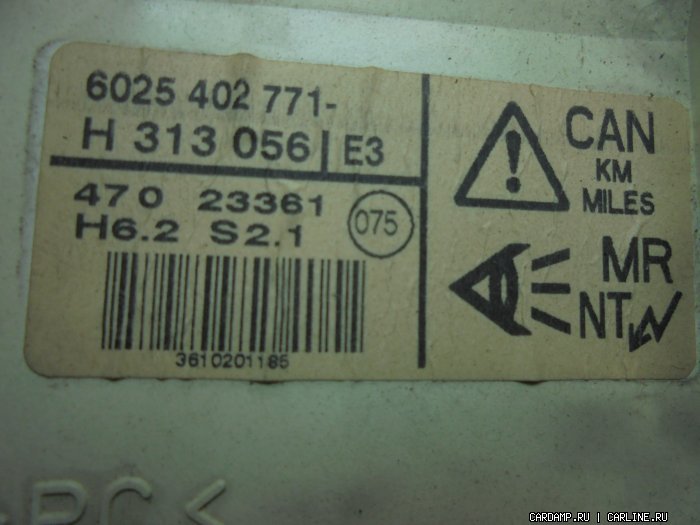 6025 402 771-
H 313 056 E3
470 23361
H6.2 S2.1
075
3610201185
CAN
KM
MILES
MR
NT
PC<
CARDAMP.RU | CARLINE.RU